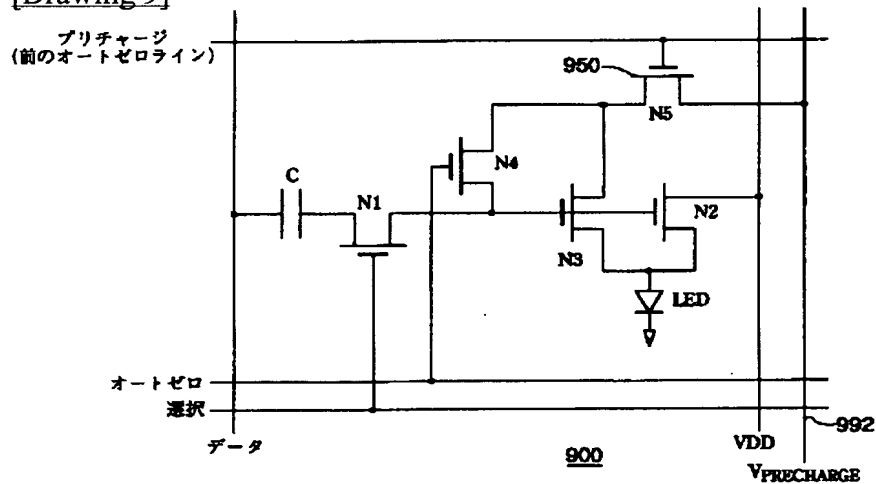 [Drawing 9]
プリチャージ
(前のオートゼロライン)
950
N5
N4
C
N1
N2
N3
LED
オートゼロ
選択
データ
900
VDD
992
VPRECHARGE